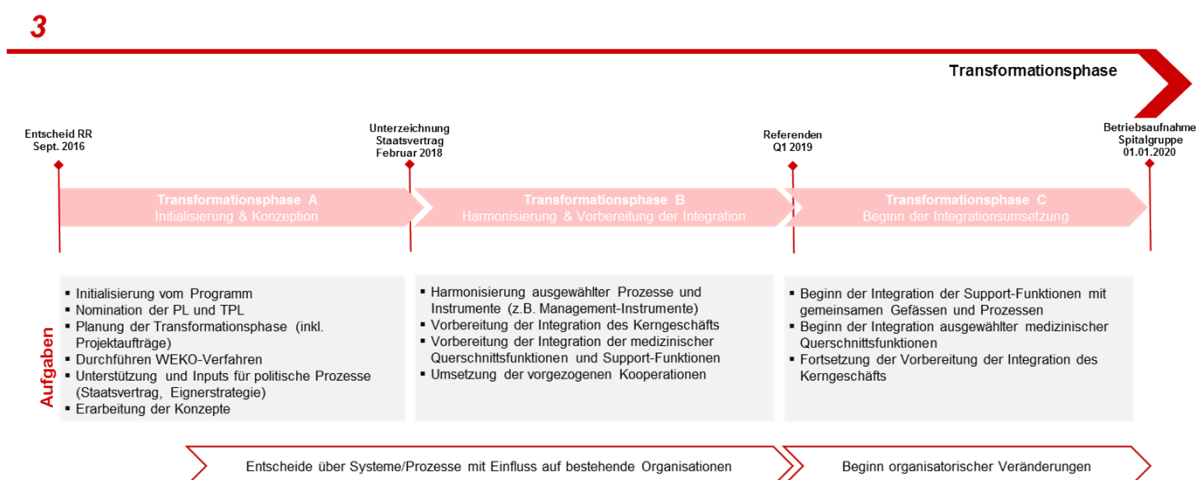 3
Transformationsphase
Entscheid RR
Sept. 2016
Unterzeichnung
Staatsvertrag
Februar 2018
Referenden
Q1 2019
Betriebsaufnahme
Spitalgruppe
01.01.2020
Transformationsphase A
Initialisierung & Konzeption
Transformationsphase B
Harmonisierung & Vorbereitung der Integration
Transformationsphase C
Beginn der Integrationsumsetzung
Aufgaben
▪ Initialisierung vom Programm
▪ Nomination der PL und TPL
▪ Planung der Transformationsphase (inkl.
Projektaufträge)
▪ Durchführen WEKO-Verfahren
▪ Unterstützung und Inputs für politische Prozesse
(Staatsvertrag, Eignerstrategie)
▪ Erarbeitung der Konzepte
▪ Harmonisierung ausgewählter Prozesse und
Instrumente (z.B. Management-Instrumente)
▪ Vorbereitung der Integration des Kerngeschäfts
▪ Vorbereitung der Integration der medizinischer
Querschnittsfunktionen und Support-Funktionen
▪ Umsetzung der vorgezogenen Kooperationen
▪ Beginn der Integration der Support-Funktionen mit
gemeinsamen Gefässen und Prozessen
▪ Beginn der Integration ausgewählter medizinischer
Querschnittsfunktionen
▪ Fortsetzung der Vorbereitung der Integration des
Kerngeschäfts
Entscheide über Systeme/Prozesse mit Einfluss auf bestehende Organisationen
Beginn organisatorischer Veränderungen